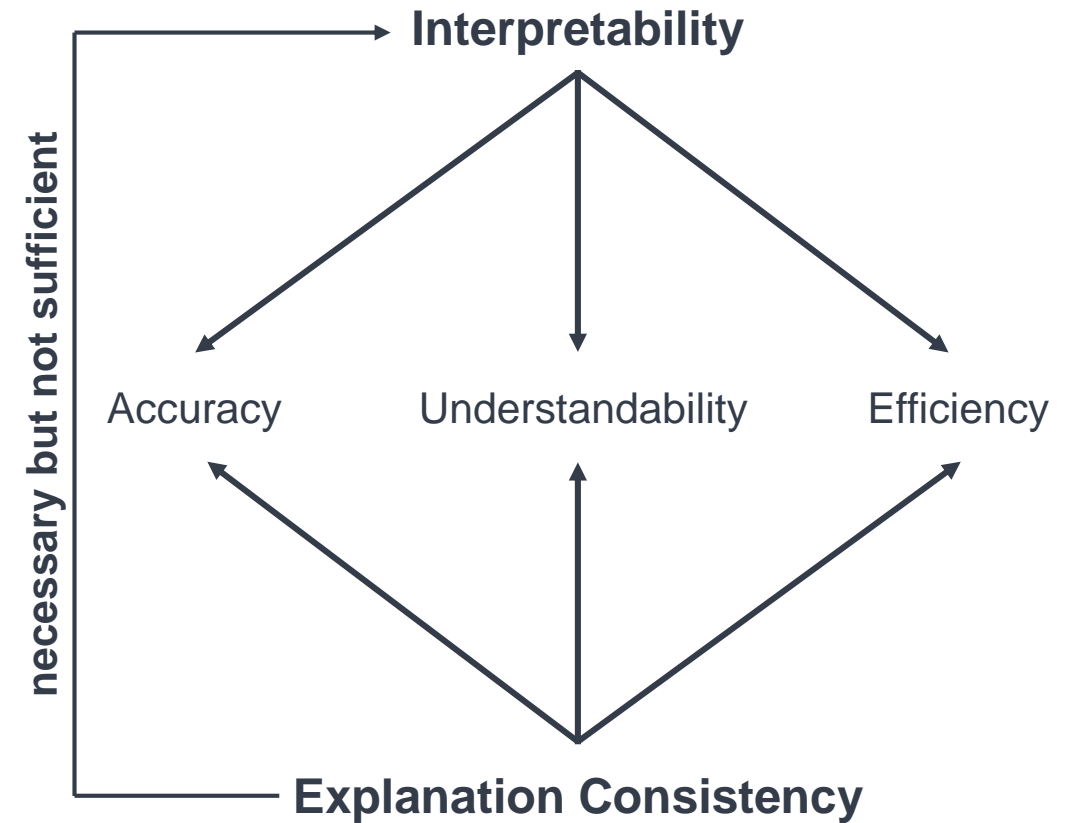 Interpretability
necessary but not sufficient
Accuracy
Understandability
Efficiency
Explanation Consistency